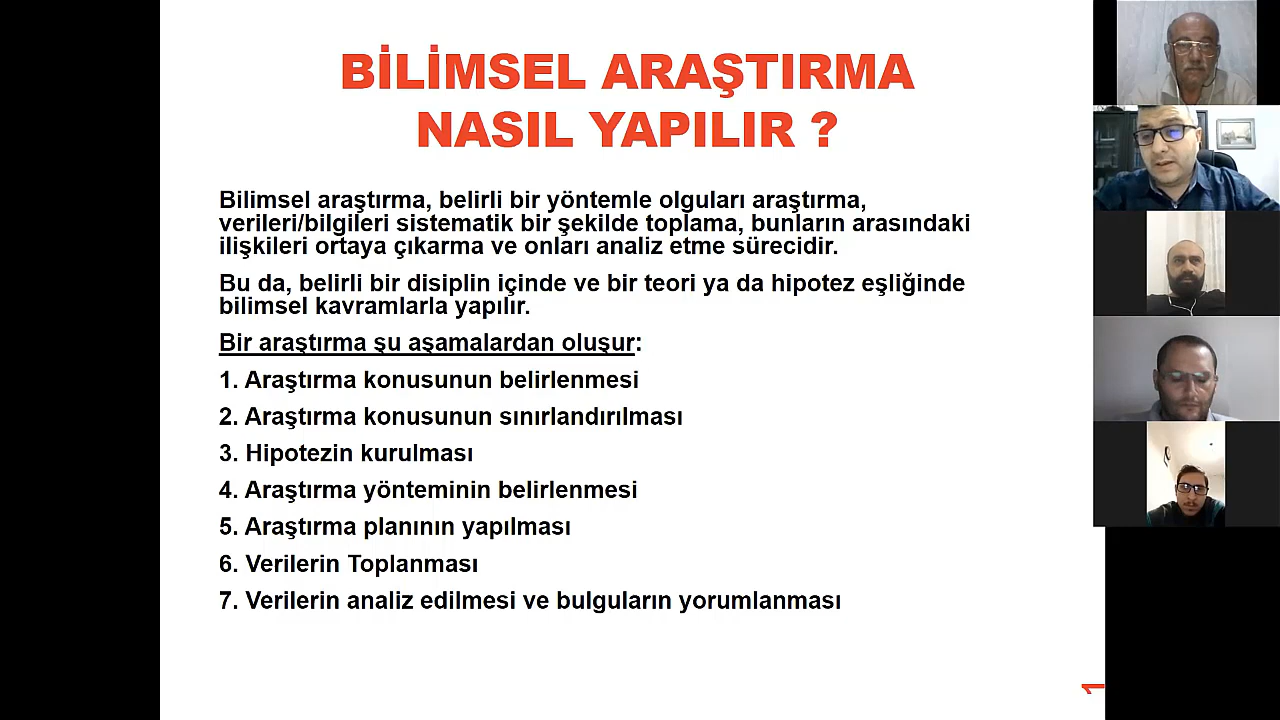 BİLİMSEL ARAŞTIRMA
NASIL YAPILIR ?
Bilimsel araştırma, belirli bir yöntemle olguları araştırma,
verileri/bilgileri sistematik bir şekilde toplama, bunların arasındaki
ilişkileri ortaya çıkarma ve onları analiz etme sürecidir.
Bu da, belirli bir disiplin içinde ve bir teori ya da hipotez eşliğinde
bilimsel kavramlarla yapılır.
Bir araştırma şu aşamalardan oluşur:
1. Araştırma konusunun belirlenmesi
2. Araştırma konusunun sınırlandırılması
3. Hipotezin kurulması
4. Araştırma yönteminin belirlenmesi
5. Araştırma planının yapılması
6. Verilerin Toplanması
7. Verilerin analiz edilmesi ve bulguların yorumlanması
1